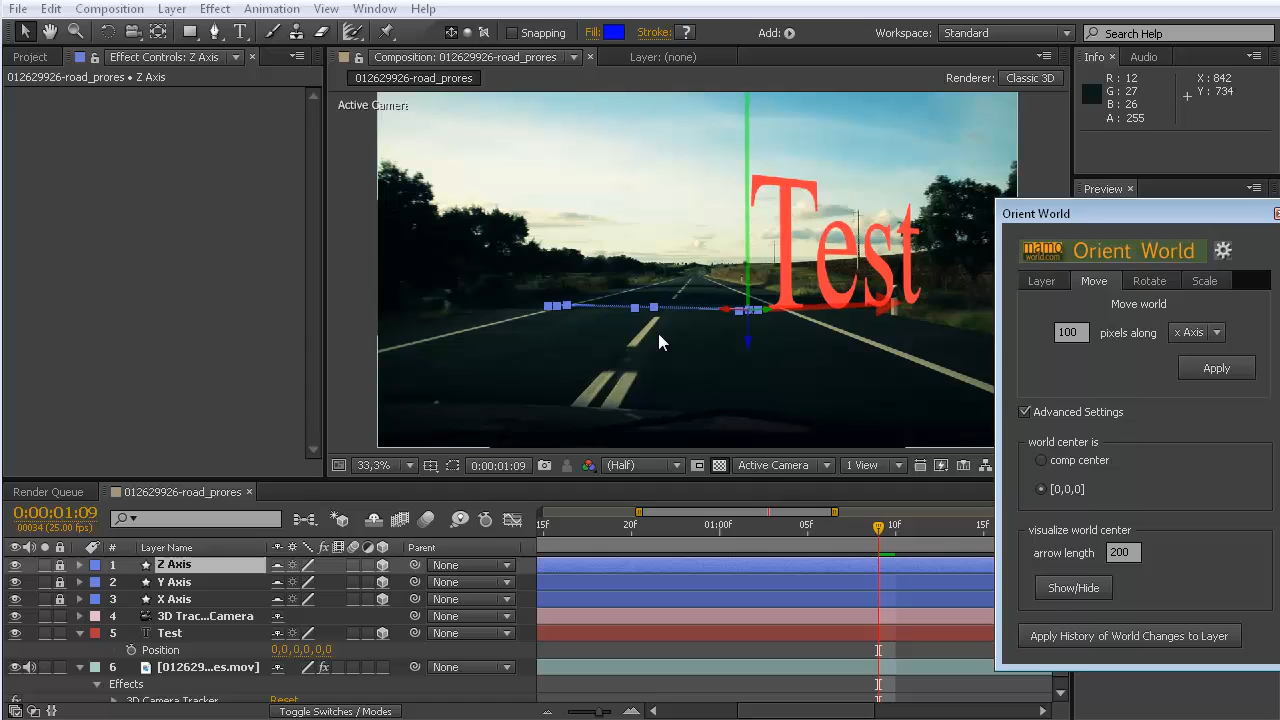 File Edit Composition Layer Effect Animation View Window Help
Snapping Fill: Stroke: ? Add: Workspace: Standard Search Help
Project Effect Controls: Z Axis Composition: 012629926-road_prores Layer: (none) Info Audio
012629926-road_prores • Z Axis 012629926-road_prores Renderer: Classic 3D
R : 12 X : 842
G : 27 Y : 734
B : 26
A : 255
Active Camera
Preview
Test
Orient World
mamoworld.com Orient World
Layer Move Rotate Scale
Move world
100 pixels along x Axis
Apply
Advanced Settings
world center is
comp center
[0,0,0]
visualize world center
arrow length 200
Show/Hide
Apply History of World Changes to Layer
33,3% 0:00:01:09 (Half) Active Camera 1 View
Render Queue 012629926-road_prores
0:00:01:09
00034 (25.00 fps)
15f 20f 01:00f 05f 10f 15f
# Layer Name Parent
1 Z Axis None
2 Y Axis None
3 X Axis None
4 3D Trac...Camera None
5 Test None
Position 0,0,0,0,0,0
6 [012629...es.mov] None
Effects
3D Camera Tracker Reset
Toggle Switches / Modes